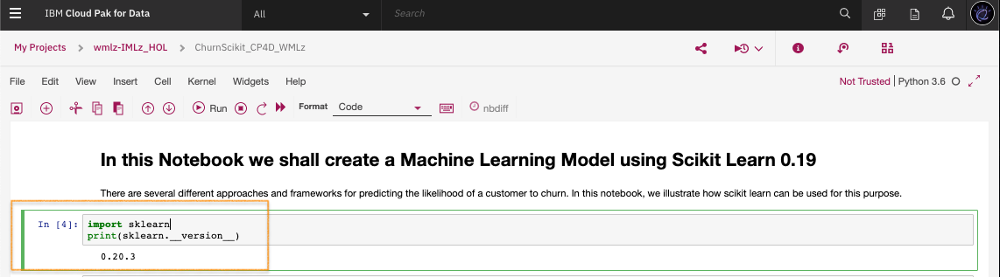 IBM Cloud Pak for Data All Search
My Projects > wmlz-IMLz_HOL > ChurnScikit_CP4D_WMLz
File Edit View Insert Cell Kernel Widgets Help Not Trusted | Python 3.6
Run Format Code nbdiff
In this Notebook we shall create a Machine Learning Model using Scikit Learn 0.19
There are several different approaches and frameworks for predicting the likelihood of a customer to churn. In this notebook, we illustrate how scikit learn can be used for this purpose.
In [4]: import sklearn
print(sklearn.__version__)
0.20.3